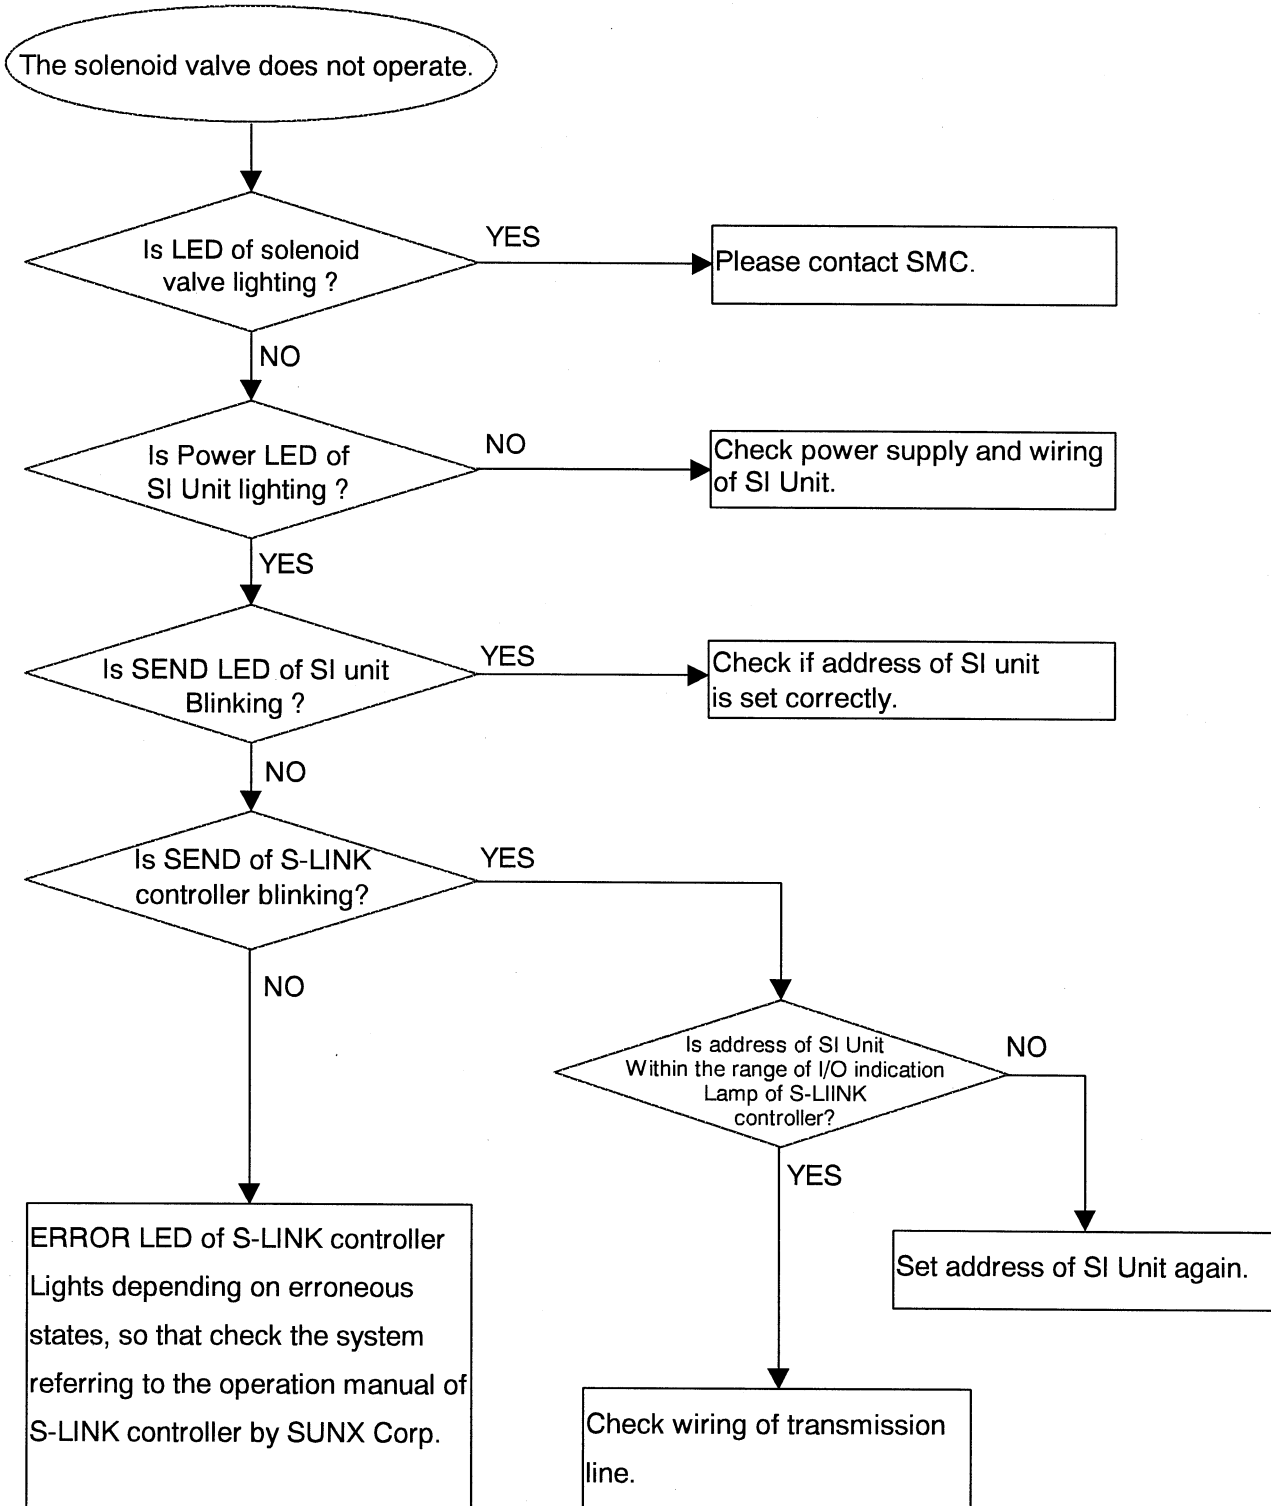 The solenoid valve does not operate.
Is LED of solenoid
valve lighting ?
YES
Please contact SMC.
NO
Is Power LED of
SI Unit lighting ?
NO
Check power supply and wiring
of SI Unit.
YES
Is SEND LED of SI unit
Blinking ?
YES
Check if address of SI unit
is set correctly.
NO
Is SEND of S-LINK
controller blinking?
YES
NO
Is address of SI Unit
Within the range of I/O indication
Lamp of S-LIINK
controller?
NO
YES
ERROR LED of S-LINK controller
Lights depending on erroneous
states, so that check the system
referring to the operation manual of
S-LINK controller by SUNX Corp.
Set address of SI Unit again.
Check wiring of transmission
line.